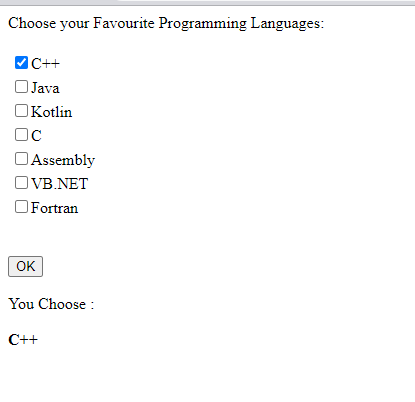 Choose your Favourite Programming Languages:
C++
Java
Kotlin
C
Assembly
VB.NET
Fortran
OK
You Choose :
C++